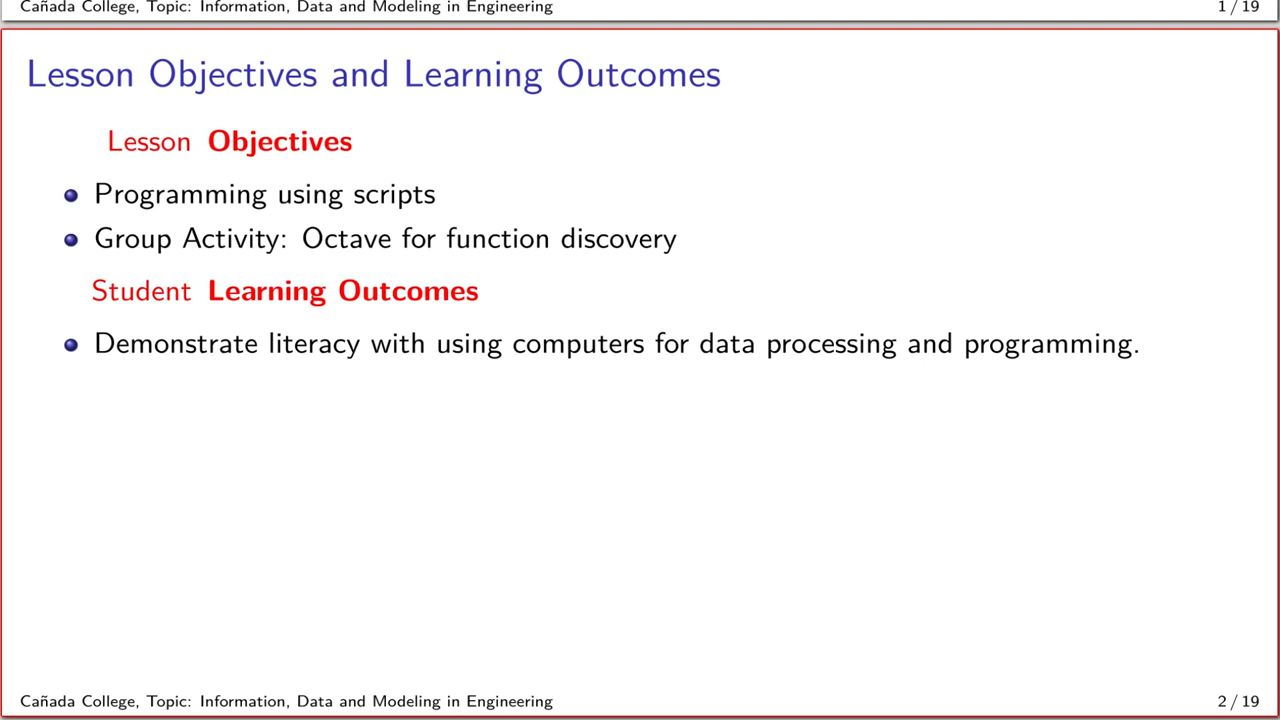 Cañada College, Topic: Information, Data and Modeling in Engineering 1 / 19
Lesson Objectives and Learning Outcomes
Lesson Objectives
Programming using scripts
Group Activity: Octave for function discovery
Student Learning Outcomes
Demonstrate literacy with using computers for data processing and programming.
Cañada College, Topic: Information, Data and Modeling in Engineering 2 / 19